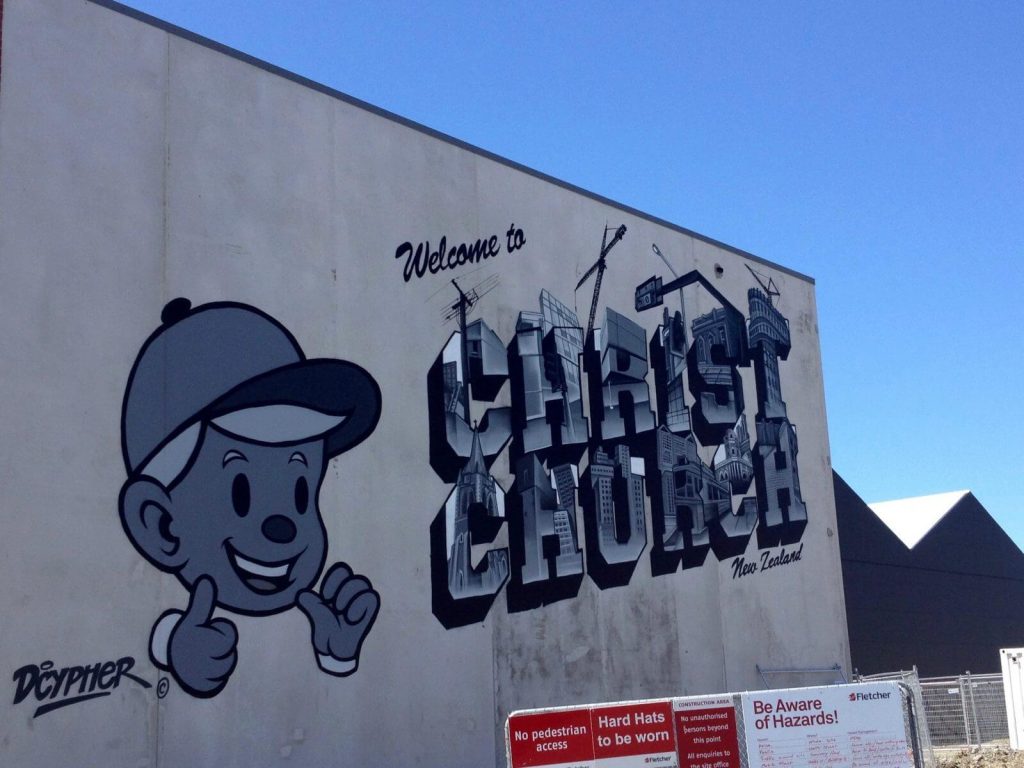 Welcome to
CHRIST
CHURCH
New Zealand
DCYPHER ©
No pedestrian
access
Hard Hats
to be worn
Fletcher
CONSTRUCTION AREA
No unauthorised
persons beyond
this point
All enquiries to
the site office
Fletcher
Be Aware
of Hazards!